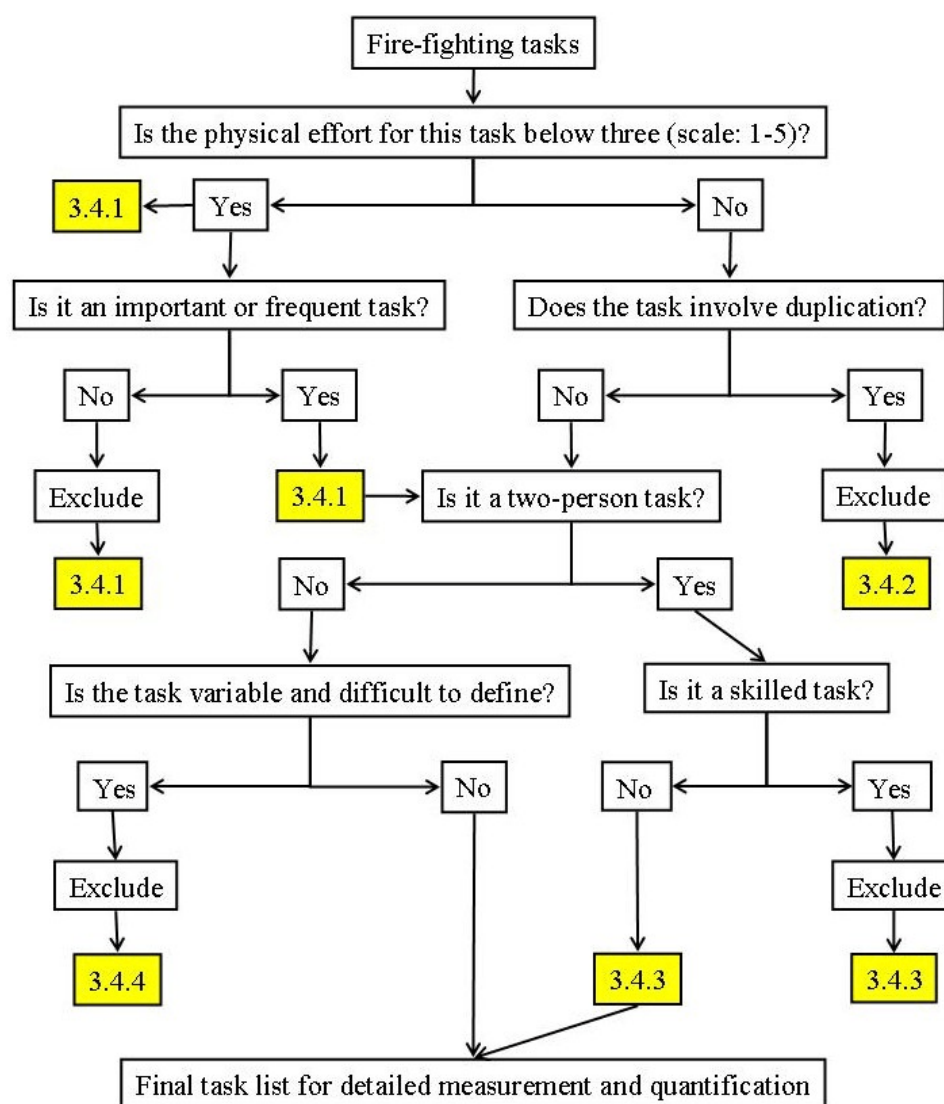 Fire-fighting tasks
Is the physical effort for this task below three (scale: 1-5)?
3.4.1
Yes
No
Is it an important or frequent task?
Does the task involve duplication?
No
Yes
No
Yes
Exclude
3.4.1
Is it a two-person task?
Exclude
3.4.1
No
Yes
3.4.2
Is the task variable and difficult to define?
Is it a skilled task?
Yes
No
No
Yes
Exclude
Exclude
3.4.4
3.4.3
3.4.3
Final task list for detailed measurement and quantification